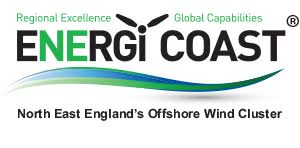 Regional Excellence Global Capabilities
ENERGI COAST ®
North East England's Offshore Wind Cluster